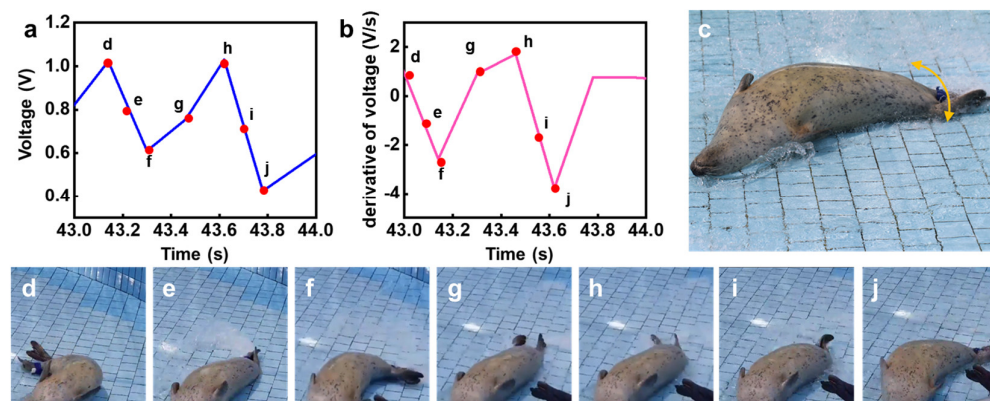 a
1.2
1.0
0.8
0.6
0.4
Voltage (V)
d
e
f
g
h
i
j
43.0 43.2 43.4 43.6 43.8 44.0
Time (s)
b
2
0
-2
-4
derivative of voltage (V/s)
d
e
f
g
h
i
j
43.0 43.2 43.4 43.6 43.8 44.0
Time (s)
c
d e f g h i j